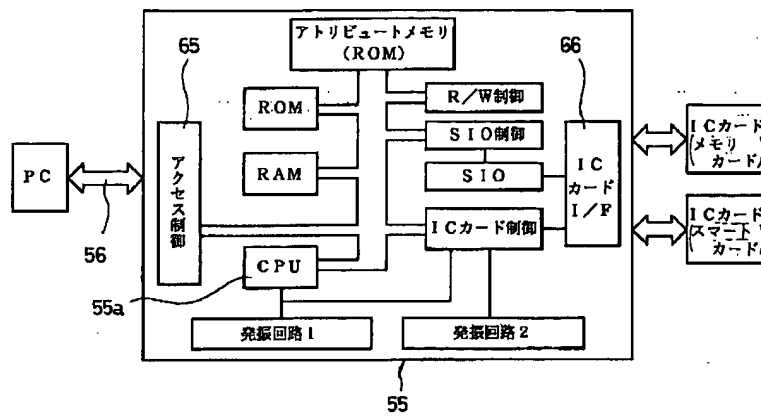 65
アトリビュートメモリ
(ROM)
66
ROM
R/W制御
SIO制御
SIO
RAM
アクセス制御
PC
56
ICカード
I/F
ICカード
(メモリ
カード)
ICカード
(スマート
カード)
ICカード制御
CPU
55a
発振回路1
発振回路2
55